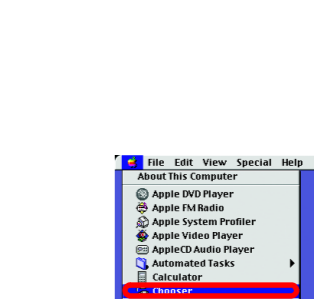 File Edit View Special Help
About This Computer
Apple DVD Player
Apple FM Radio
Apple System Profiler
Apple Video Player
AppleCD Audio Player
Automated Tasks
Calculator
Chooser